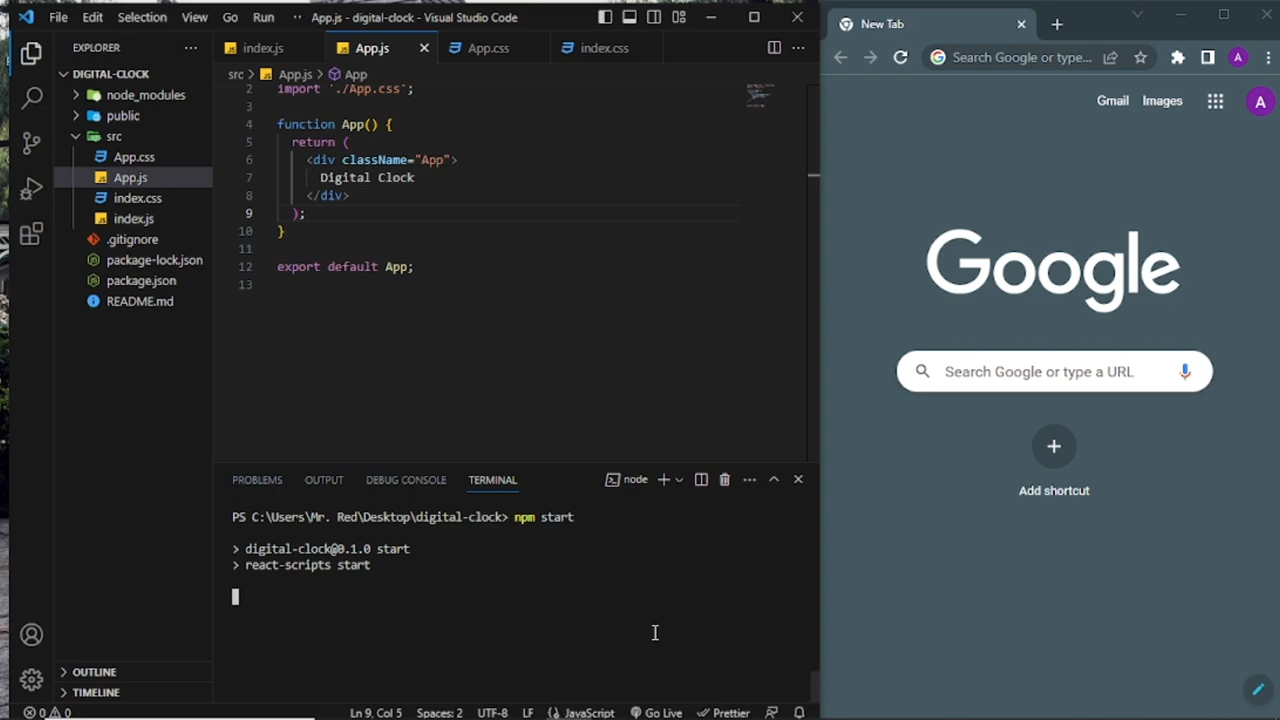 File Edit Selection View Go Run ··· App.js - digital-clock - Visual Studio Code
EXPLORER ···
DIGITAL-CLOCK
node_modules
public
src
App.css
App.js
index.css
index.js
.gitignore
package-lock.json
package.json
README.md
OUTLINE
TIMELINE
index.js App.js App.css index.css
src > App.js > App
2 import './App.css';
3
4 function App() {
5 return (
6 <div className="App">
7 Digital Clock
8 </div>
9 );
10 }
11
12 export default App;
13
PROBLEMS OUTPUT DEBUG CONSOLE TERMINAL node
PS C:\Users\Mr. Red\Desktop\digital-clock> npm start
> digital-clock@0.1.0 start
> react-scripts start
0 0 Ln 9, Col 5 Spaces: 2 UTF-8 LF JavaScript Go Live Prettier
New Tab
Search Google or type...
A
Gmail Images A
Google
Search Google or type a URL
Add shortcut